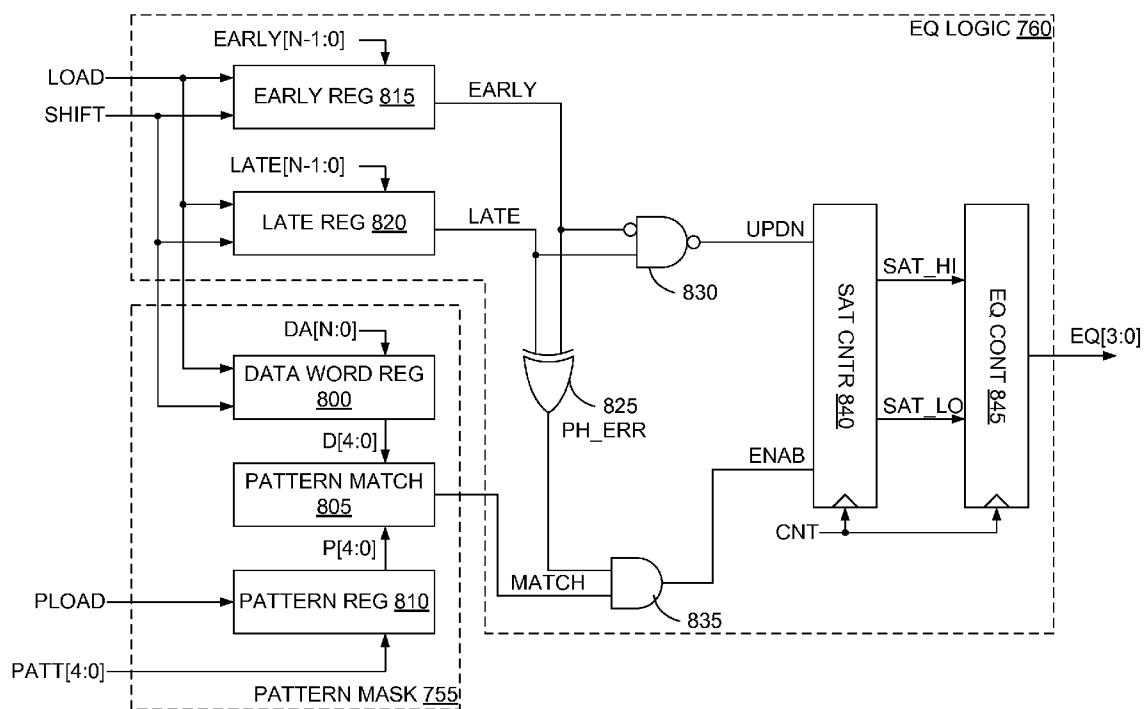 EQ LOGIC 760
EARLY[N-1:0]
LOAD
EARLY REG 815
EARLY
SHIFT
LATE[N-1:0]
LATE REG 820
LATE
UPDN
830
SAT CNTR 840
SAT_HI
EQ CONT 845
EQ[3:0]
DA[N:0]
DATA WORD REG
800
825
PH_ERR
SAT_LO
D[4:0]
PATTERN MATCH
805
ENAB
P[4:0]
CNT
PLOAD
PATTERN REG 810
MATCH
835
PATT[4:0]
PATTERN MASK 755